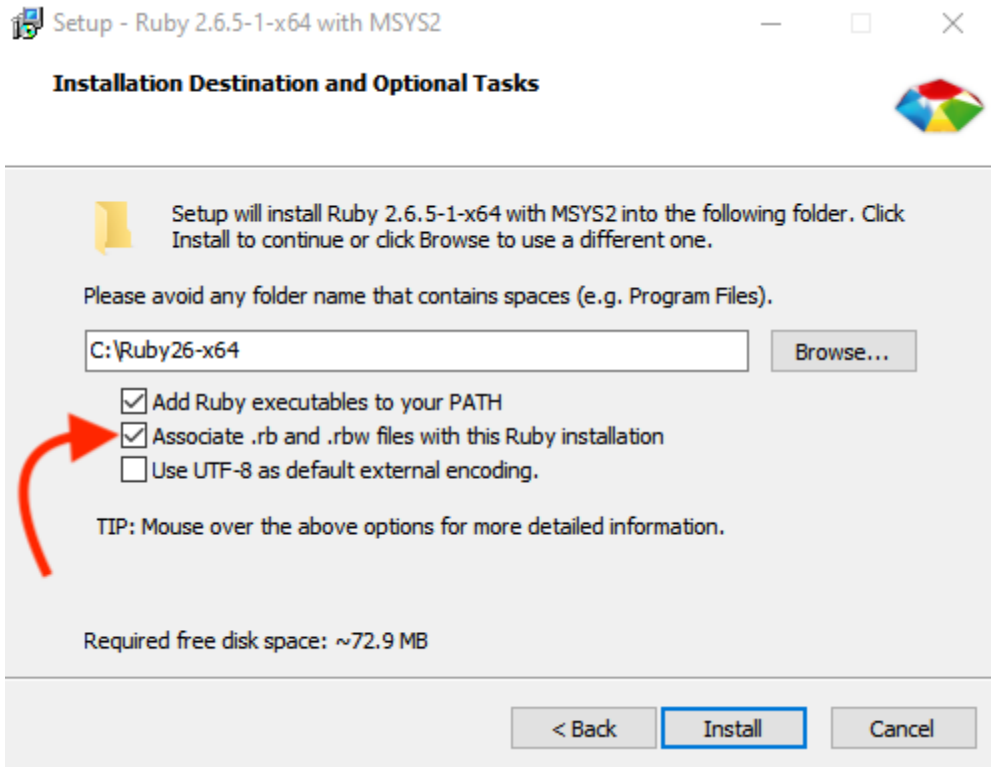 Setup - Ruby 2.6.5-1-x64 with MSYS2
Installation Destination and Optional Tasks
Setup will install Ruby 2.6.5-1-x64 with MSYS2 into the following folder. Click
Install to continue or click Browse to use a different one.
Please avoid any folder name that contains spaces (e.g. Program Files).
C:\Ruby26-x64
Browse...
Add Ruby executables to your PATH
Associate .rb and .rbw files with this Ruby installation
Use UTF-8 as default external encoding.
TIP: Mouse over the above options for more detailed information.
Required free disk space: ~72.9 MB
< Back
Install
Cancel